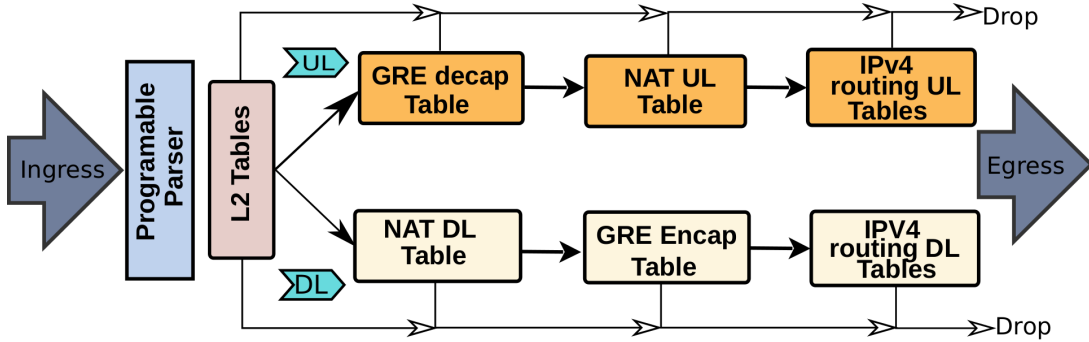 Ingress
Programable
Parser
L2 Tables
UL
GRE decap
Table
NAT UL
Table
IPv4
routing UL
Tables
Drop
DL
NAT DL
Table
GRE Encap
Table
IPV4
routing DL
Tables
Drop
Egress